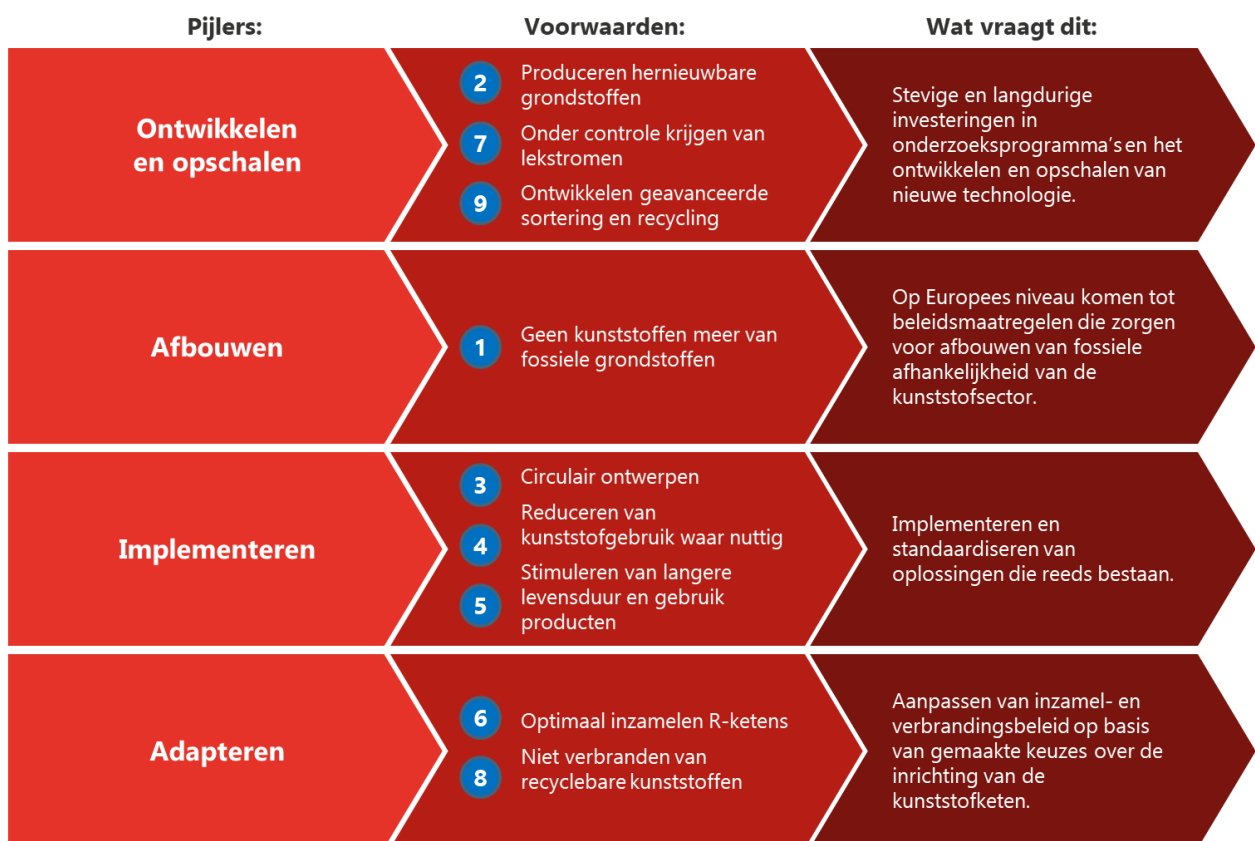 Pijlers:
Voorwaarden:
Wat vraagt dit:
Ontwikkelen
en opschalen
2
Produceren hernieuwbare
grondstoffen
7
Onder controle krijgen van
lekstromen
9
Ontwikkelen geavanceerde
sortering en recycling
Stevige en langdurige
investeringen in
onderzoeksprogramma's en het
ontwikkelen en opschalen van
nieuwe technologie.
Afbouwen
1
Geen kunststoffen meer van
fossiele grondstoffen
Op Europees niveau komen tot
beleidsmaatregelen die zorgen
voor afbouwen van fossiele
afhankelijkheid van de
kunststofsector.
Implementeren
3
Circulair ontwerpen
4
Reduceren van
kunststofgebruik waar nuttig
5
Stimuleren van langere
levensduur en gebruik
producten
Implementeren en
standaardiseren van
oplossingen die reeds bestaan.
Adapteren
6
Optimaal inzamelen R-ketens
8
Niet verbranden van
recyclebare kunststoffen
Aanpassen van inzamel- en
verbrandingsbeleid op basis
van gemaakte keuzes over de
inrichting van de
kunststofketen.